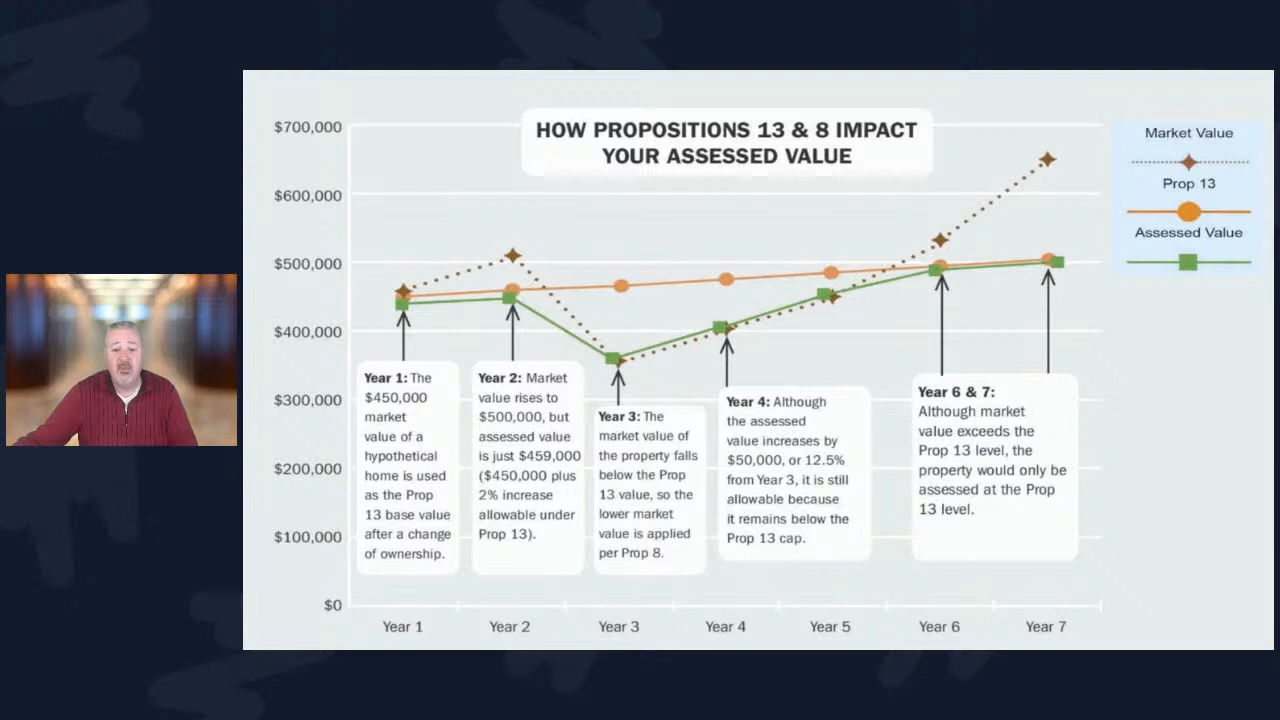 HOW PROPOSITIONS 13 & 8 IMPACT
YOUR ASSESSED VALUE
$700,000
$600,000
$500,000
$400,000
$300,000
$200,000
$100,000
$0
Market Value
Prop 13
Assessed Value
Year 1: The
$450,000
market
value of a
hypothetical
home is used
as the Prop
13 base value
after a change
of ownership.
Year 2: Market
value rises to
$500,000, but
assessed value
is just $459,000
($450,000 plus
2% increase
allowable under
Prop 13).
Year 3: The
market value of
the property falls
below the Prop
13 value, so the
lower market
value is applied
per Prop 8.
Year 4: Although
the assessed
value increases by
$50,000, or 12.5%
from Year 3, it is still
allowable because
it remains below the
Prop 13 cap.
Year 6 & 7:
Although market
value exceeds the
Prop 13 level, the
property would only be
assessed at the Prop
13 level.
Year 1
Year 2
Year 3
Year 4
Year 5
Year 6
Year 7